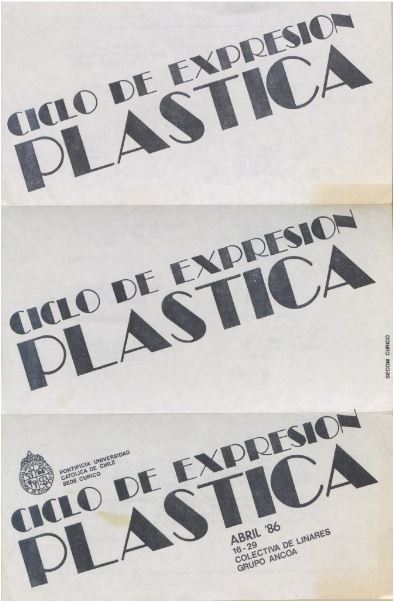 CICLO DE EXPRESION
PLASTICA
CICLO DE EXPRESION
PLASTICA
SECOM CURICO
PONTIFICIA UNIVERSIDAD
CATOLICA DE CHILE
SEDE CURICO
CICLO DE EXPRESION
PLASTICA
ABRIL '86
16-29
COLECTIVA DE LINARES
GRUPO ANCOA